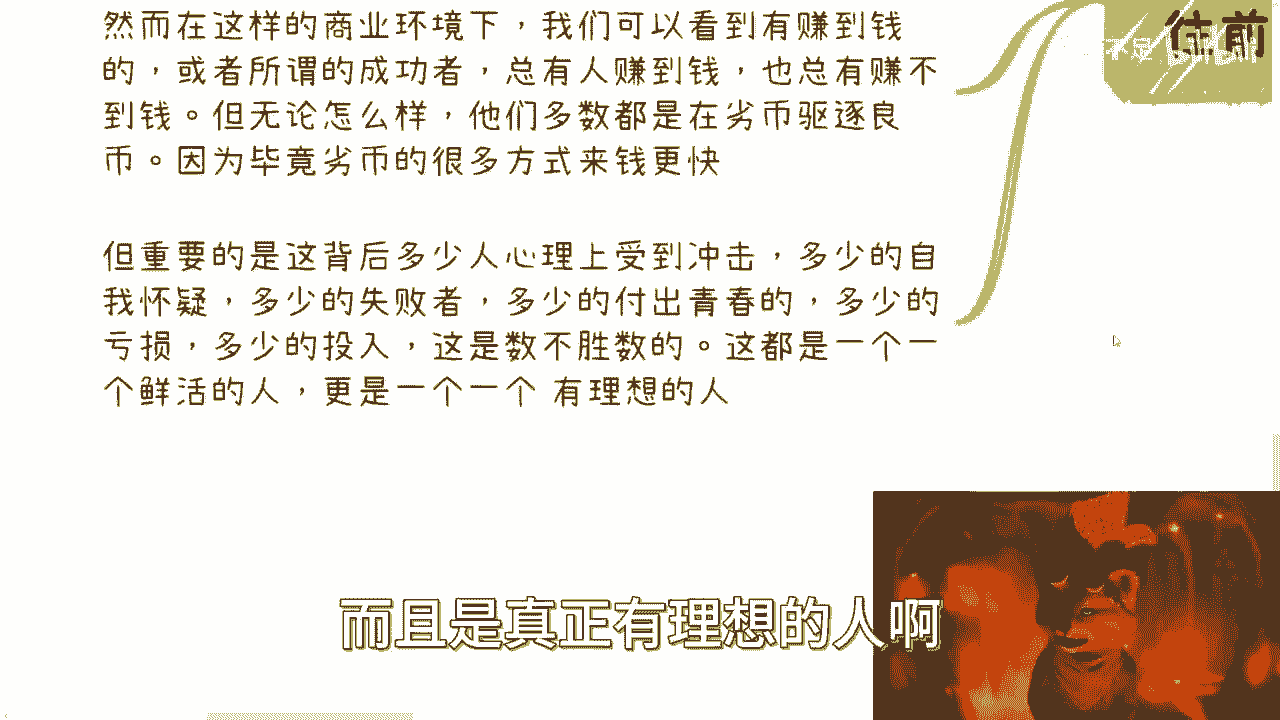 然而在这样的商业环境下，我们可以看到有赚到钱
的，或者所谓的成功者，总有人赚到钱，也总有赚不
到钱。但无论怎么样，他们多数都是在劣币驱逐良
币。因为毕竟劣币的很多方式来钱更快
但重要的是这背后多少人心理上受到冲击，多少的自
我怀疑，多少的失败者，多少的付出青春的，多少的
亏损，多少的投入，这是数不胜数的。这都是一个一
个鲜活的人，更是一个一个 有理想的人
往前
不是
而且是真正有理想的人啊